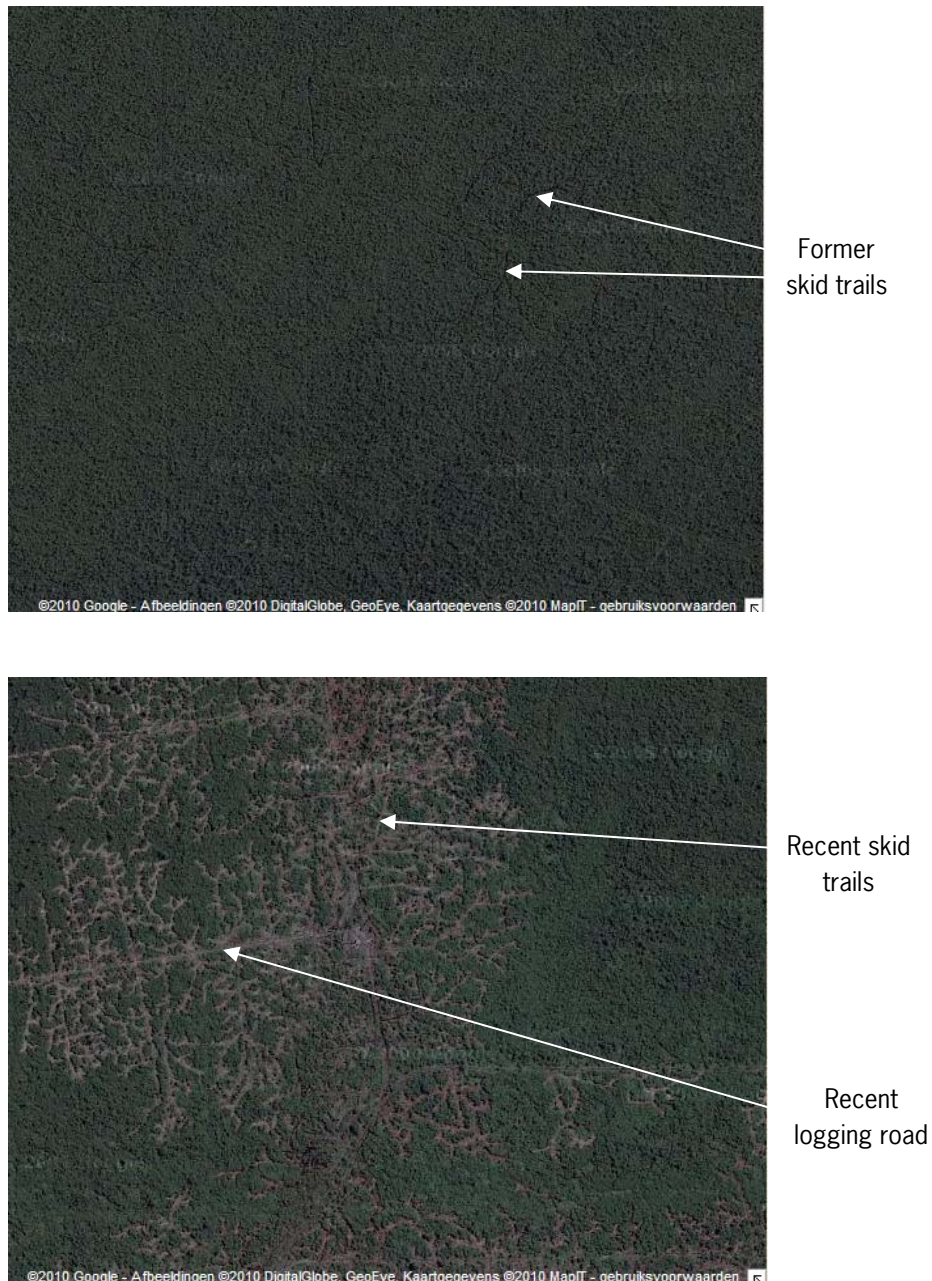 Former
skid trails
©2010 Google - Afbeeldingen ©2010 DigitalGlobe, GeoEye, Kaartgegevens ©2010 MapIT - gebruiksvoorwaarden
Recent skid
trails
Recent
logging road
©2010 Google - Afbeeldingen ©2010 DigitalGlobe, GeoEye, Kaartgegevens ©2010 MapIT - gebruiksvoorwaarden